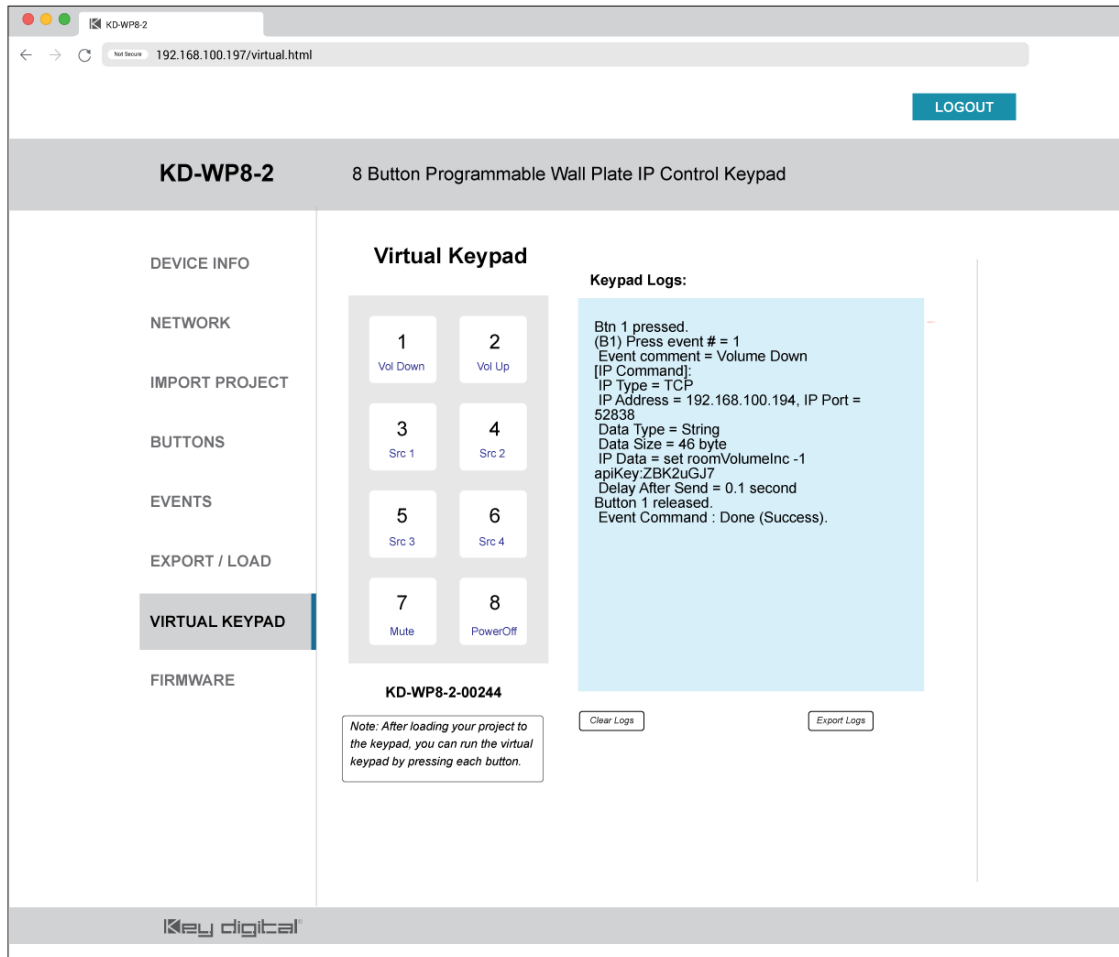 KD-WP8-2
Not Secure 192.168.100.197/virtual.html
LOGOUT
KD-WP8-2 8 Button Programmable Wall Plate IP Control Keypad
DEVICE INFO
NETWORK
IMPORT PROJECT
BUTTONS
EVENTS
EXPORT / LOAD
VIRTUAL KEYPAD
FIRMWARE
Virtual Keypad
1 2
Vol Down Vol Up
3 4
Src 1 Src 2
5 6
Src 3 Src 4
7 8
Mute PowerOff
KD-WP8-2-00244
Note: After loading your project to
the keypad, you can run the virtual
keypad by pressing each button.
Keypad Logs:
Btn 1 pressed.
(B1) Press event # = 1
Event comment = Volume Down
[IP Command]:
IP Type = TCP
IP Address = 192.168.100.194, IP Port =
52838
Data Type = String
Data Size = 46 byte
IP Data = set roomVolumeInc -1
apiKey:ZBK2uGJ7
Delay After Send = 0.1 second
Button 1 released.
Event Command : Done (Success).
Clear Logs Export Logs
Key digital®